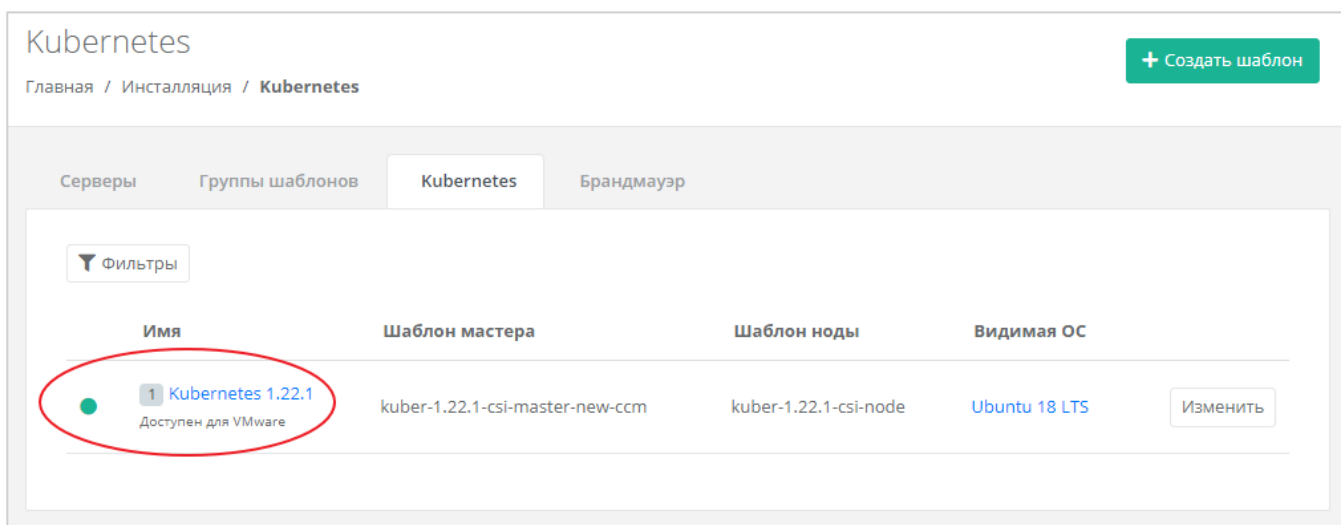 Kubernetes
+ Создать шаблон
Главная / Инсталляция / Kubernetes
Серверы Группы шаблонов Kubernetes Брандмауэр
Фильтры
Имя Шаблон мастера Шаблон ноды Видимая ОС
1 Kubernetes 1.22.1
Доступен для VMware
kuber-1.22.1-csi-master-new-ccm kuber-1.22.1-csi-node Ubuntu 18 LTS Изменить